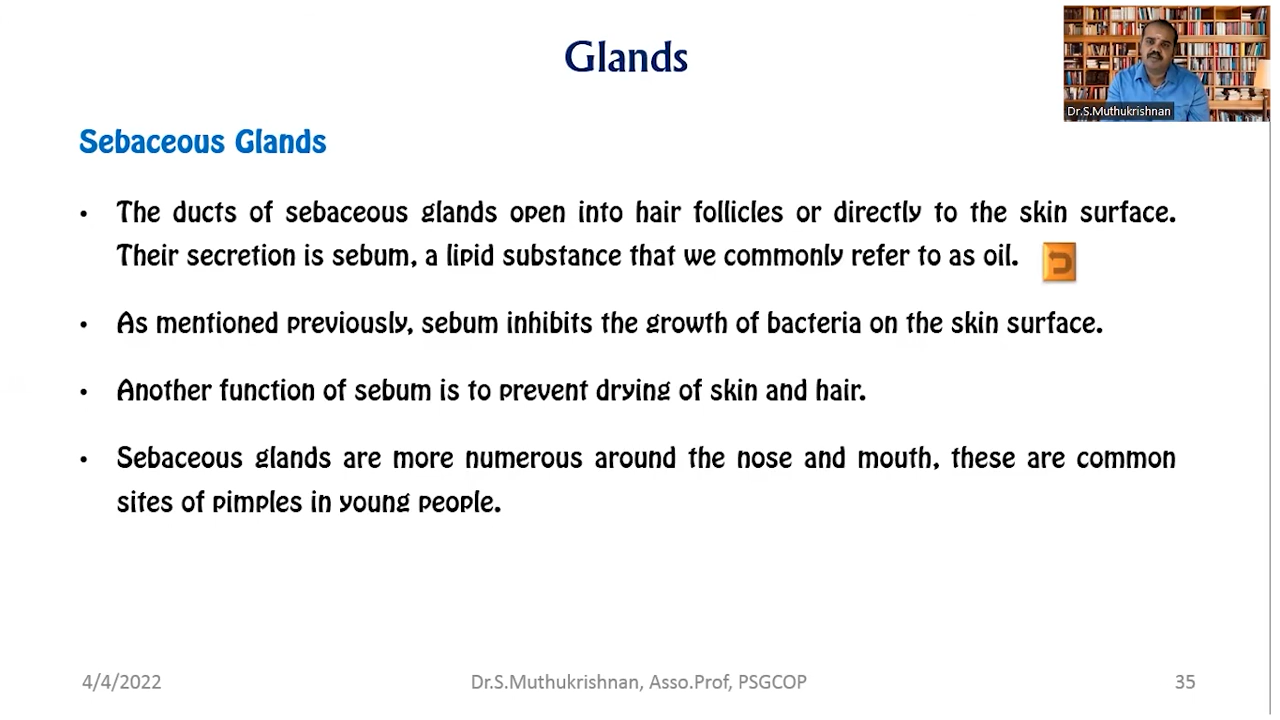 Glands
Dr.S.Muthukrishnan
Sebaceous Glands
• The ducts of sebaceous glands open into hair follicles or directly to the skin surface.
Their secretion is sebum, a lipid substance that we commonly refer to as oil.
• As mentioned previously, sebum inhibits the growth of bacteria on the skin surface.
• Another function of sebum is to prevent drying of skin and hair.
• Sebaceous glands are more numerous around the nose and mouth, these are common
sites of pimples in young people.
4/4/2022
Dr.S.Muthukrishnan, Asso.Prof, PSGCOP
35